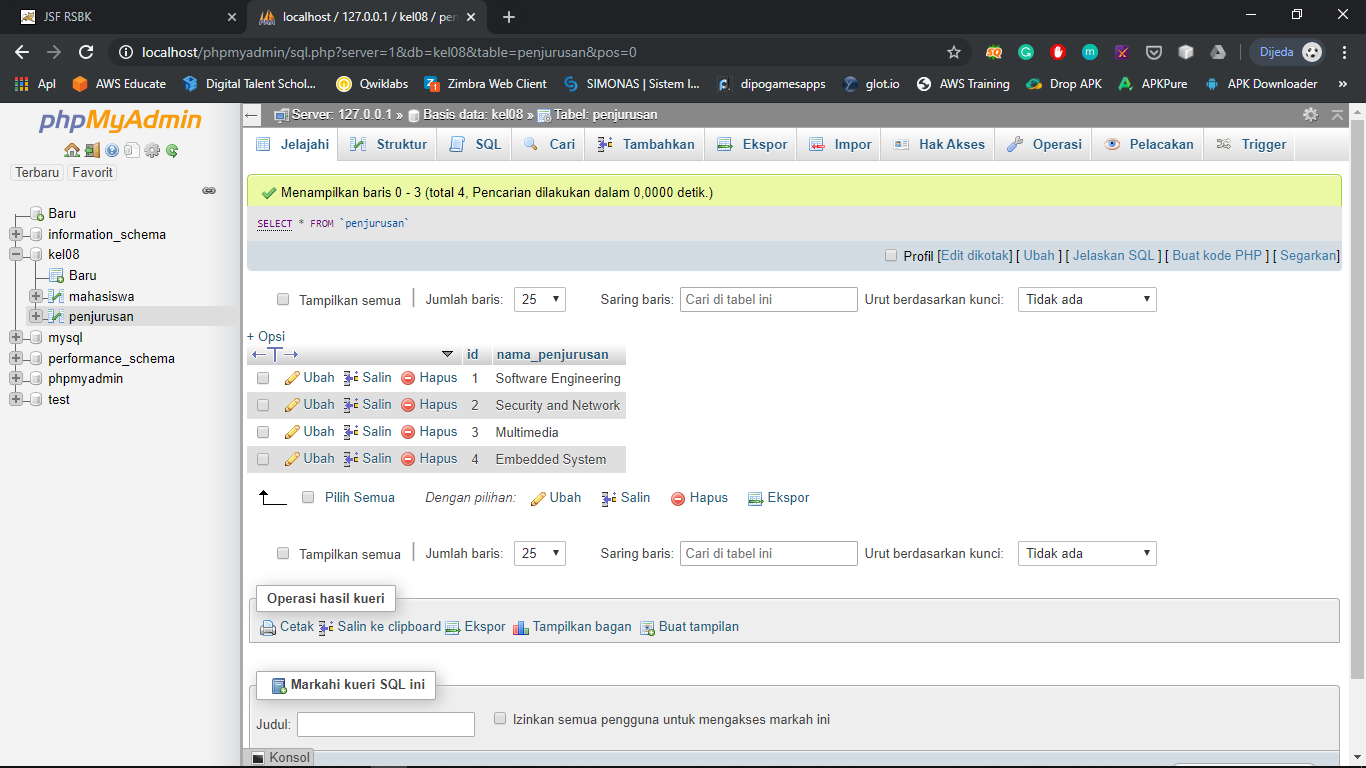 JSF RSBK
localhost / 127.0.0.1 / kel08 / pen
localhost/phpmyadmin/sql.php?server=1&db=kel08&table=penjurusan&pos=0
Dijeda
Apl
AWS Educate
Digital Talent Schol...
Qwiklabs
Zimbra Web Client
SIMONAS | Sistem I...
dipogamesapps
glot.io
AWS Training
Drop APK
APKPure
APK Downloader
»
phpMyAdmin
Terbaru Favorit
Baru
information_schema
kel08
Baru
mahasiswa
penjurusan
mysql
performance_schema
phpmyadmin
test
Server: 127.0.0.1 » Basis data: kel08 » Tabel: penjurusan
Jelajahi Struktur SQL Cari Tambahkan Ekspor Impor Hak Akses Operasi Pelacakan Trigger
Menampilkan baris 0 - 3 (total 4, Pencarian dilakukan dalam 0,0000 detik.)
SELECT * FROM `penjurusan`
Profil [Edit dikotak] [ Ubah ] [ Jelaskan SQL ] [ Buat kode PHP ] [ Segarkan]
Tampilkan semua | Jumlah baris: 25 Saring baris: Cari di tabel ini Urut berdasarkan kunci: Tidak ada
+ Opsi
←T→ id nama_penjurusan
Ubah Salin Hapus 1 Software Engineering
Ubah Salin Hapus 2 Security and Network
Ubah Salin Hapus 3 Multimedia
Ubah Salin Hapus 4 Embedded System
Pilih Semua Dengan pilihan: Ubah Salin Hapus Ekspor
Tampilkan semua | Jumlah baris: 25 Saring baris: Cari di tabel ini Urut berdasarkan kunci: Tidak ada
Operasi hasil kueri
Cetak Salin ke clipboard Ekspor Tampilkan bagan Buat tampilan
Markahi kueri SQL ini
Judul: Izinkan semua pengguna untuk mengakses markah ini
Konsol